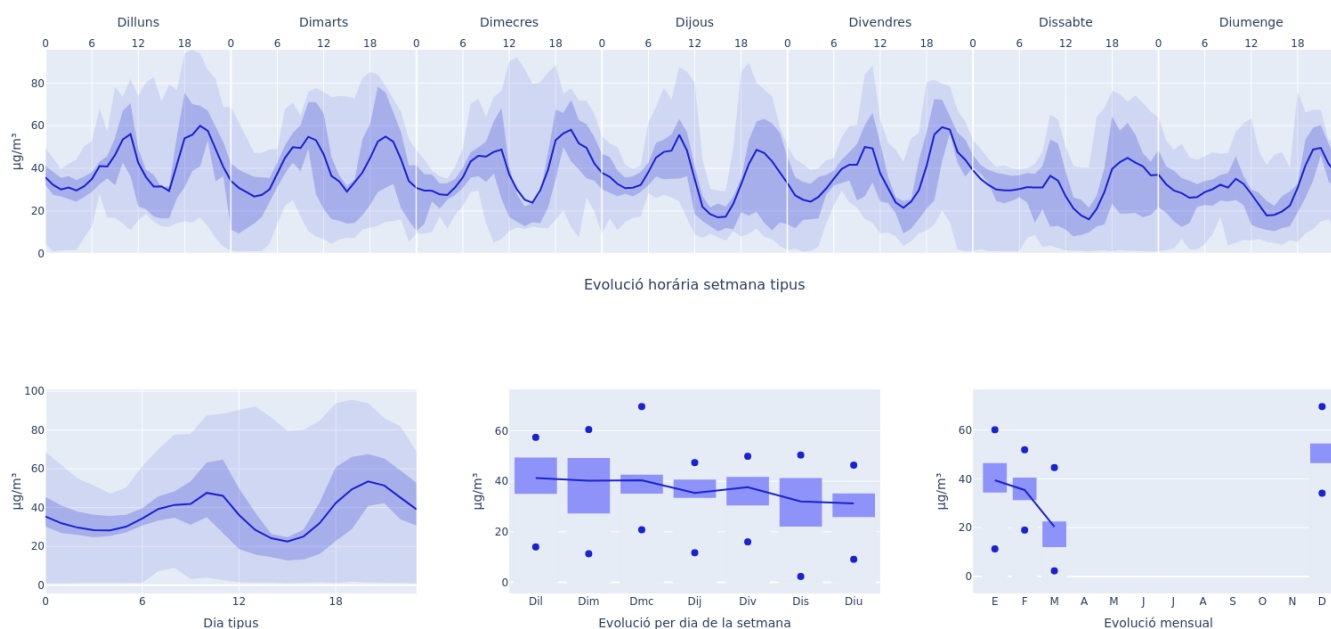 Dilluns Dimarts Dimecres Dijous Divendres Dissabte Diumenge
0 6 12 18 0 6 12 18 0 6 12 18 0 6 12 18 0 6 12 18 0 6 12 18 0 6 12 18
80
60
40
20
0
µg/m³
Evolució horária setmana tipus
100
80
60
40
20
0
µg/m³
0 6 12 18
Dia tipus
60
40
20
0
µg/m³
Dil Dim Dmc Dij Div Dis Diu
Evolució per dia de la setmana
60
40
20
0
µg/m³
E F M A M J J A S O N D
Evolució mensual